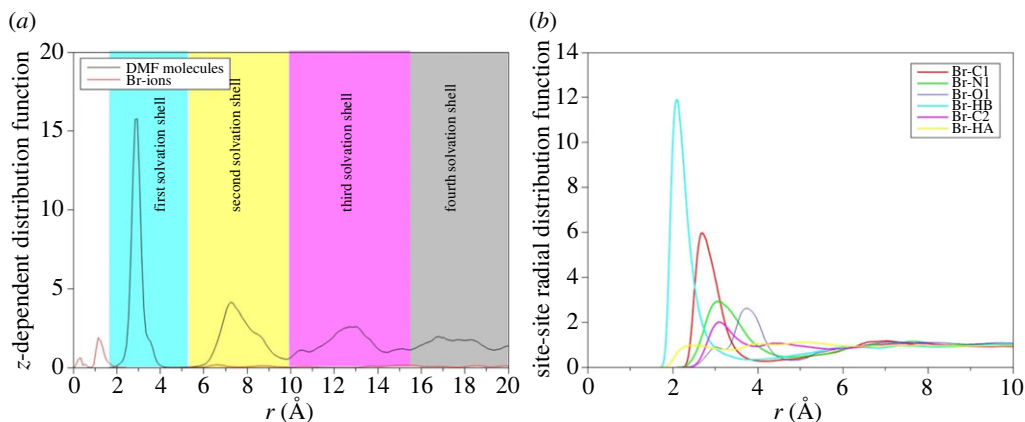 (a)
20
15
10
5
0
z-dependent distribution function
DMF molecules
Br-ions
first solvation shell
second solvation shell
third solvation shell
fourth solvation shell
0 2 4 6 8 10 12 14 16 18 20
r (Å)
(b)
14
12
10
8
6
4
2
0
site-site radial distribution function
Br-C1
Br-N1
Br-O1
Br-HB
Br-C2
Br-HA
0 2 4 6 8 10
r (Å)